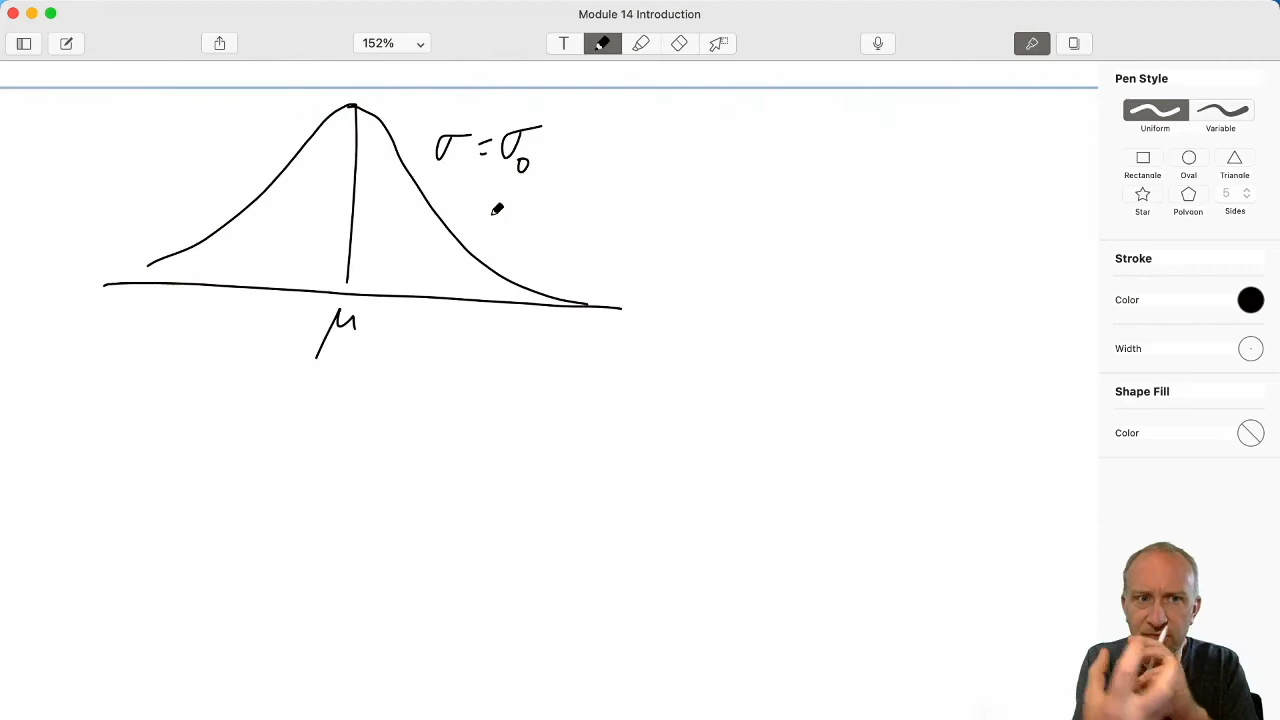 Module 14 Introduction
152%
T
Pen Style
Uniform Variable
Rectangle Oval Triangle
5
Star Polygon Sides
Stroke
Color
Width
Shape Fill
Color
σ = σ₀
μ